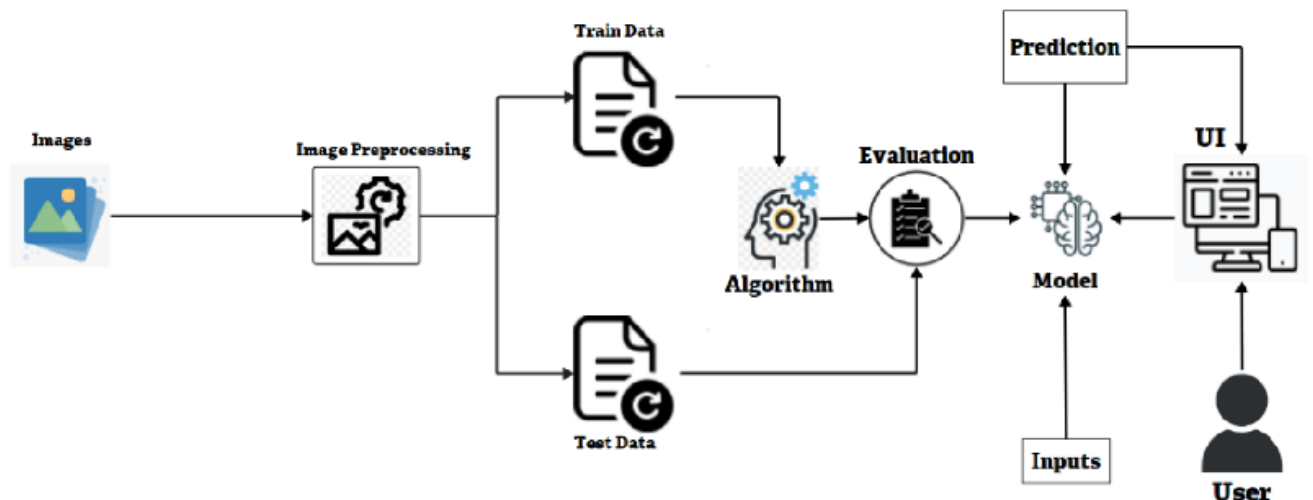 Train Data
Prediction
Images
Image Preprocessing
Evaluation
UI
Algorithm
Model
Test Data
Inputs
User